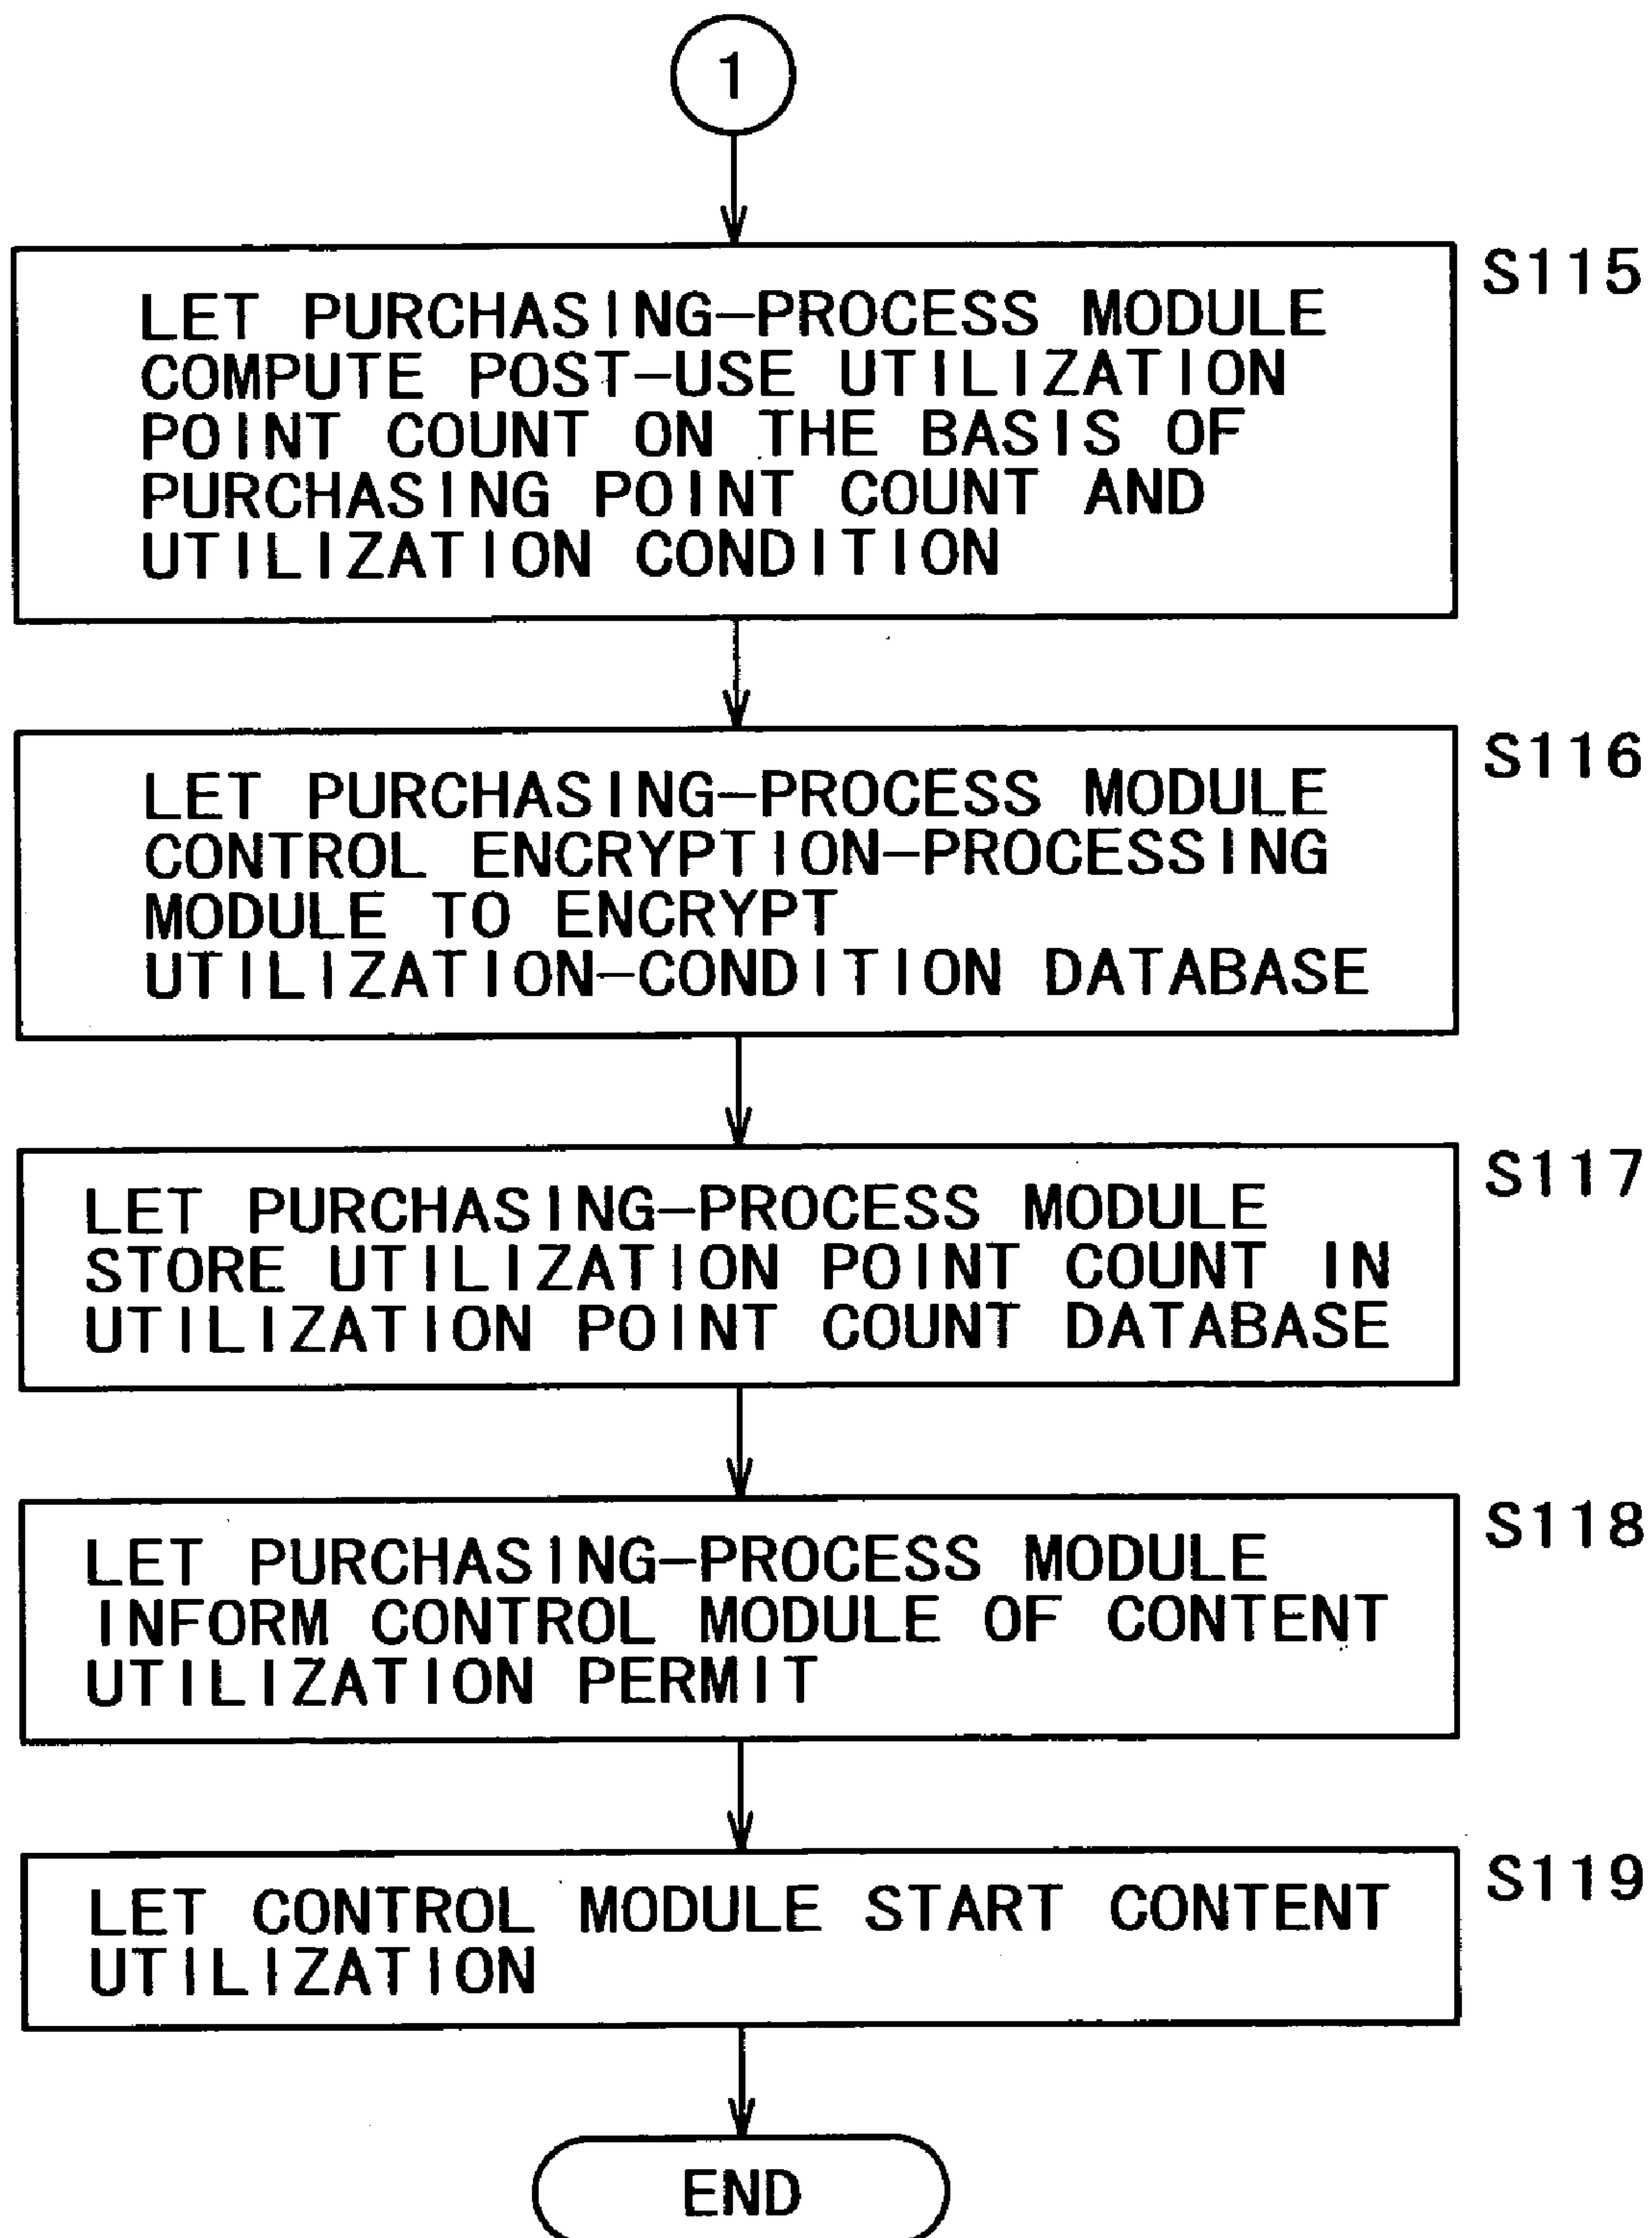 1
S115
LET PURCHASING-PROCESS MODULE
COMPUTE POST-USE UTILIZATION
POINT COUNT ON THE BASIS OF
PURCHASING POINT COUNT AND
UTILIZATION CONDITION
S116
LET PURCHASING-PROCESS MODULE
CONTROL ENCRYPTION-PROCESSING
MODULE TO ENCRYPT
UTILIZATION-CONDITION DATABASE
S117
LET PURCHASING-PROCESS MODULE
STORE UTILIZATION POINT COUNT IN
UTILIZATION POINT COUNT DATABASE
S118
LET PURCHASING-PROCESS MODULE
INFORM CONTROL MODULE OF CONTENT
UTILIZATION PERMIT
S119
LET CONTROL MODULE START CONTENT
UTILIZATION
END